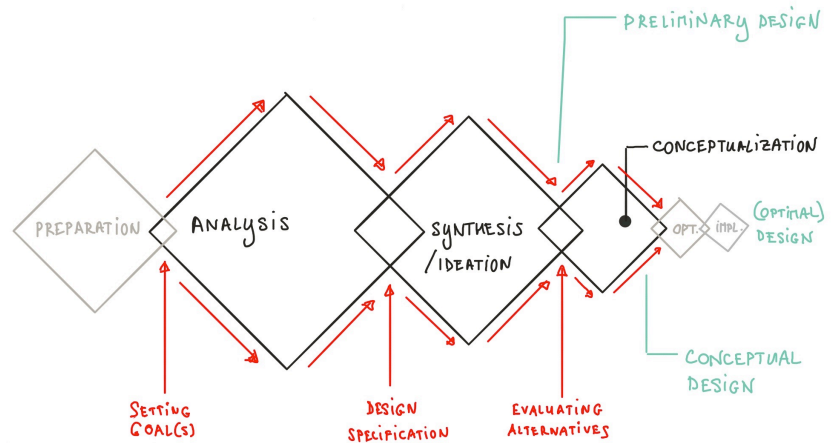 PRELIMINARY DESIGN
CONCEPTUALIZATION
PREPARATION
ANALYSIS
SYNTHESIS
/IDEATION
OPT.
IMPL.
(OPTIMAL)
DESIGN
CONCEPTUAL
DESIGN
SETTING
GOAL(S)
DESIGN
SPECIFICATION
EVALUATING
ALTERNATIVES